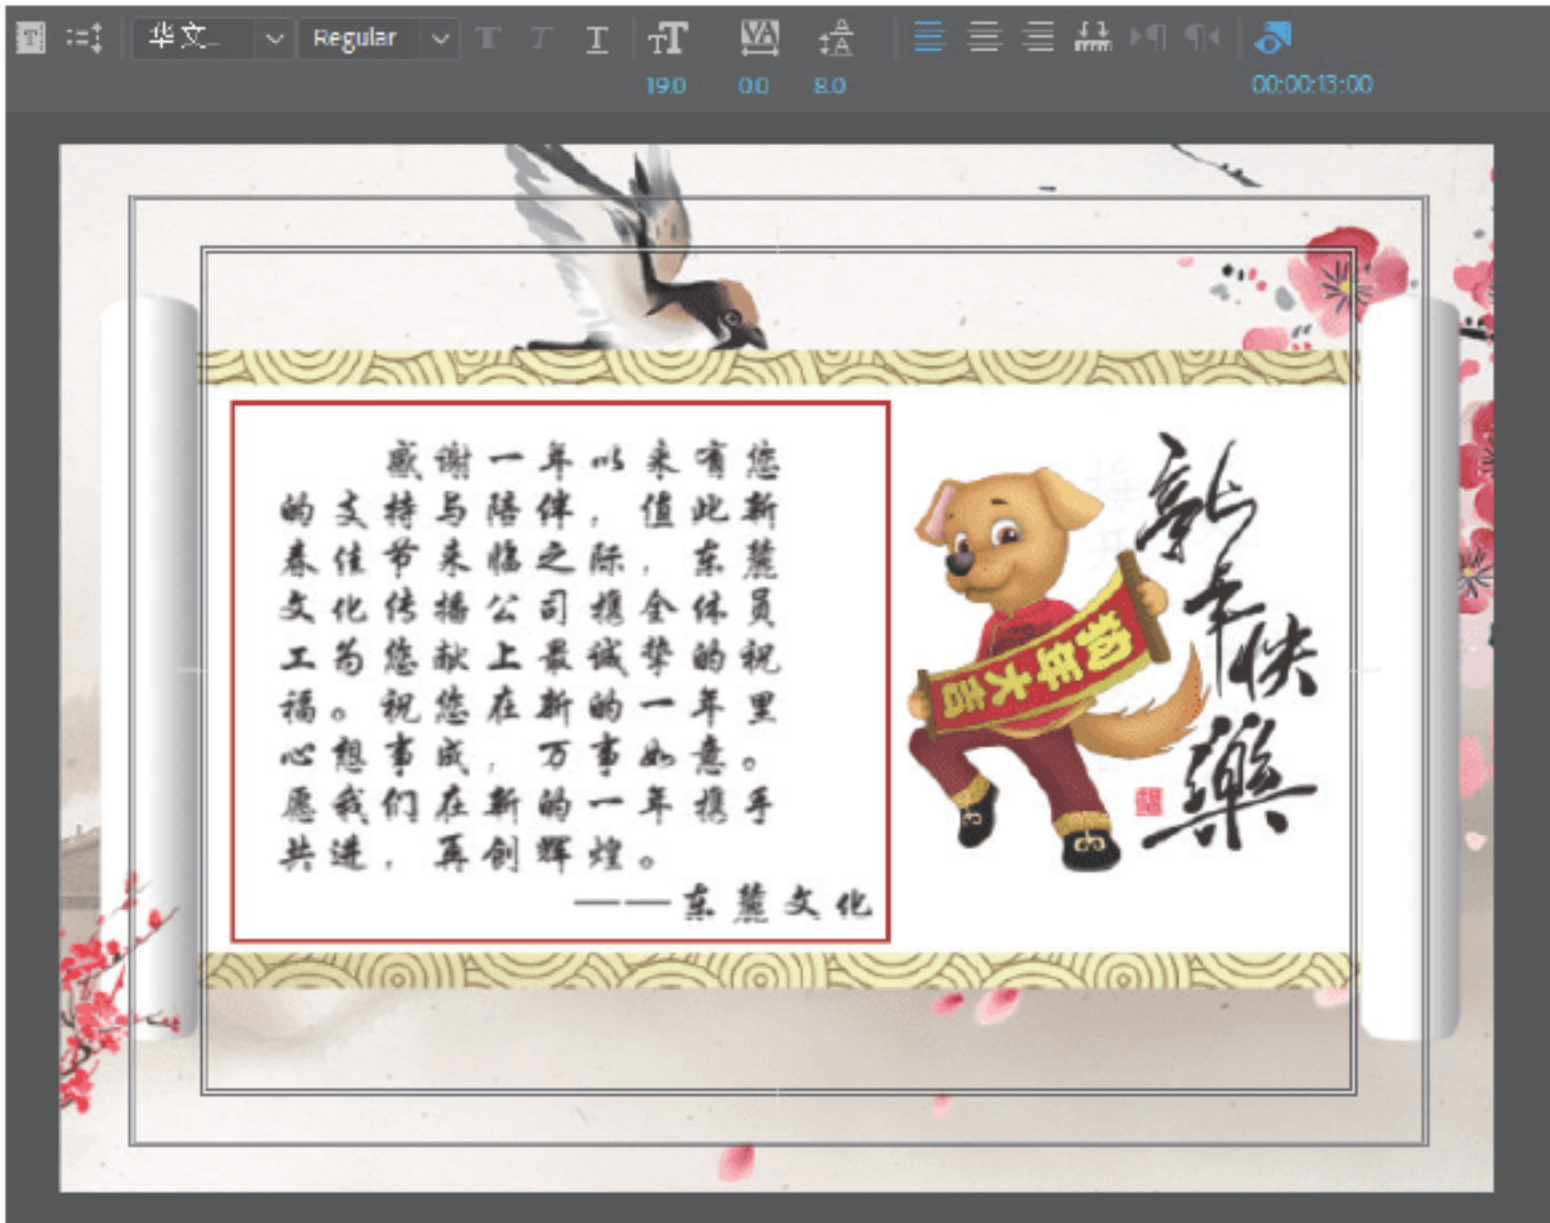 华文...
Regular
19.0
0.0
8.0
00:00:13:00
感谢一年以来有您
的支持与陪伴，值此新
春佳节来临之际，东麓
文化传播公司携全体员
工为您献上最诚挚的祝
福。祝您在新的一年里
心想事成，万事如意。
愿我们在新的一年携手
共进，再创辉煌。
——东麓文化
狗年大吉
新年快樂